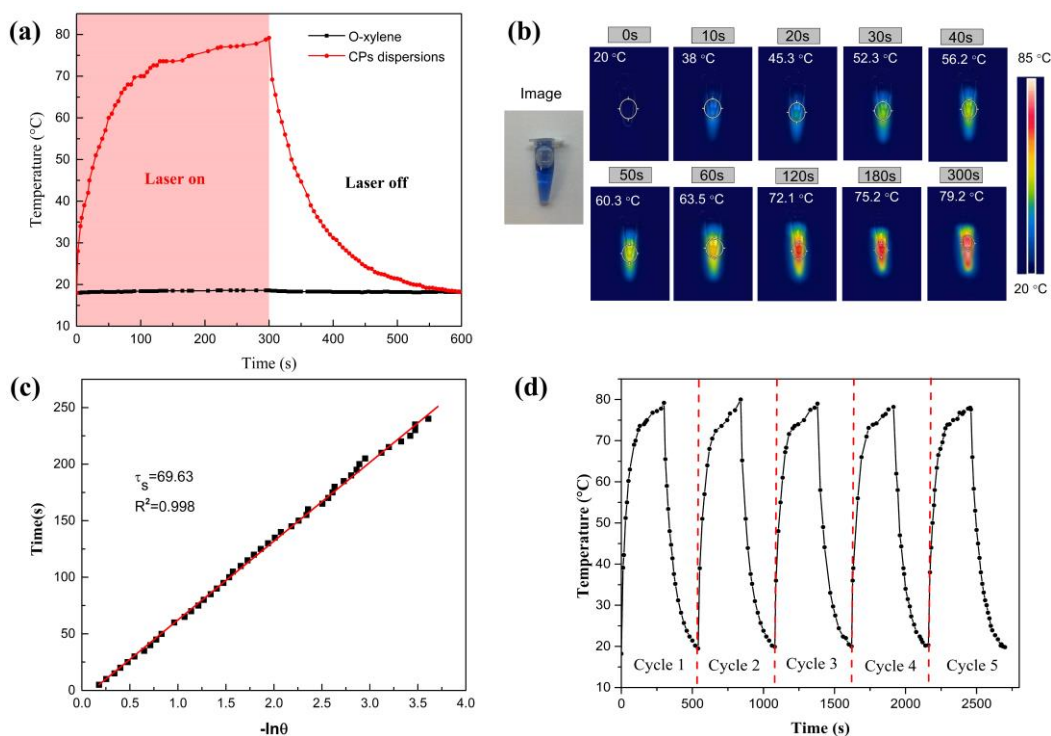 (a)
O-xylene
CPs dispersions
Laser on
Laser off
Temperature (°C)
90
80
70
60
50
40
30
20
10
0
100
200
300
400
500
600
Time (s)
(b)
Image
0s
10s
20s
30s
40s
20 °C
38 °C
45.3 °C
52.3 °C
56.2 °C
50s
60s
120s
180s
300s
60.3 °C
63.5 °C
72.1 °C
75.2 °C
79.2 °C
85 °C
20 °C
(c)
τs=69.63
R²=0.998
Time(s)
250
200
150
100
50
0
0.0
0.5
1.0
1.5
2.0
2.5
3.0
3.5
4.0
-lnθ
(d)
Temperature (°C)
80
70
60
50
40
30
20
10
Cycle 1
Cycle 2
Cycle 3
Cycle 4
Cycle 5
0
500
1000
1500
2000
2500
Time (s)